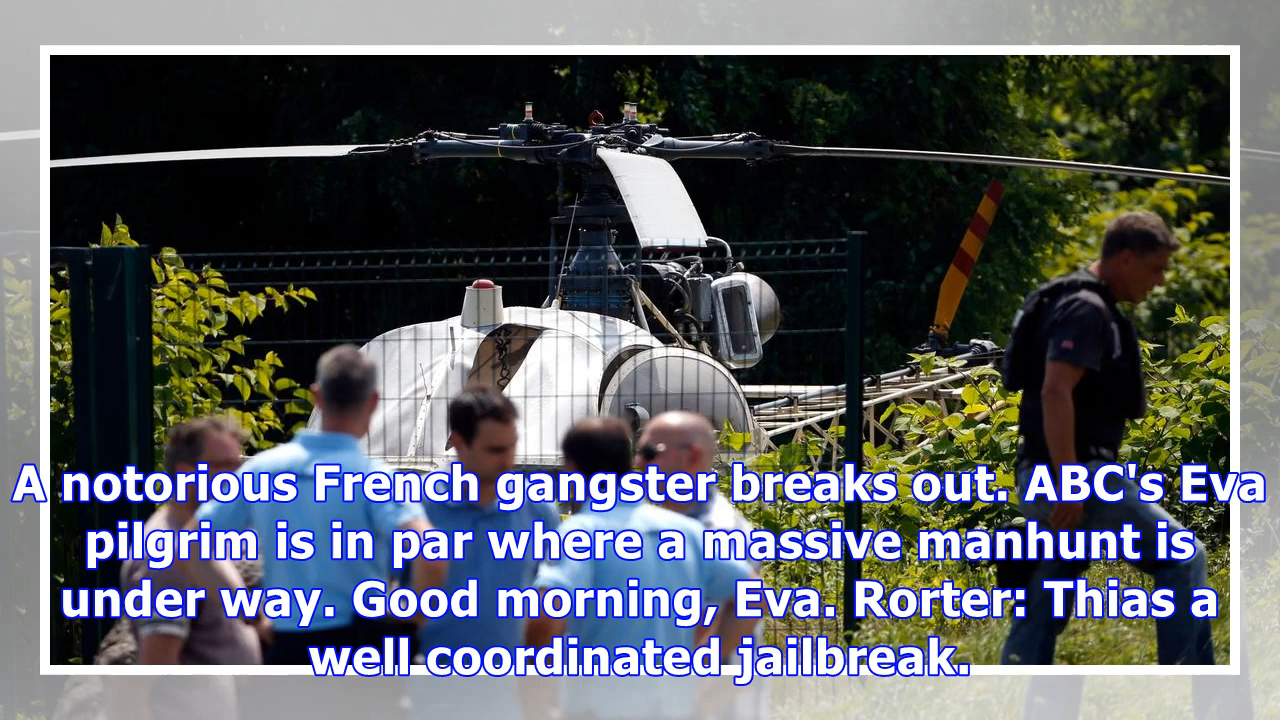 A notorious French gangster breaks out. ABC's Eva
pilgrim is in par where a massive manhunt is
under way. Good morning, Eva. Rorter: Thias a
well coordinated jailbreak.